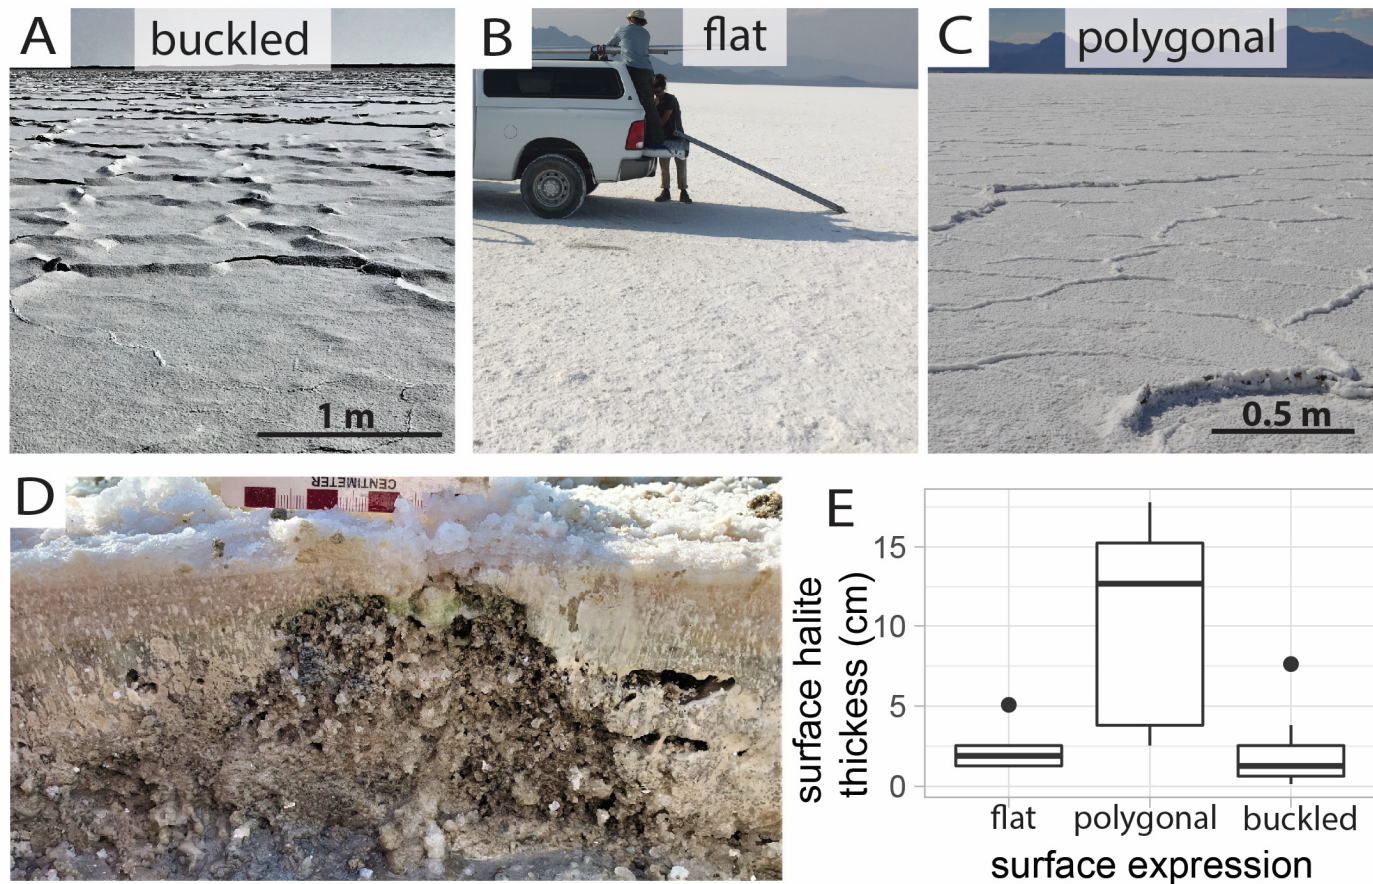 A
buckled
1 m
B
flat
C
polygonal
0.5 m
D
CENTIMETER
E
surface halite
thickess (cm)
15
10
5
0
flat
polygonal
buckled
surface expression